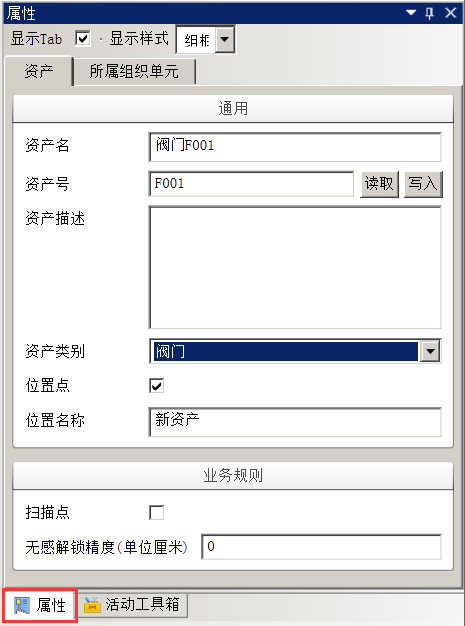 属性
显示Tab · 显示样式 细相
资产 所属组织单元
通用
资产名 阀门F001
资产号 F001 读取 写入
资产描述
资产类别 阀门
位置点
位置名称 新资产
业务规则
扫描点
无感解锁精度(单位厘米) 0
属性 活动工具箱